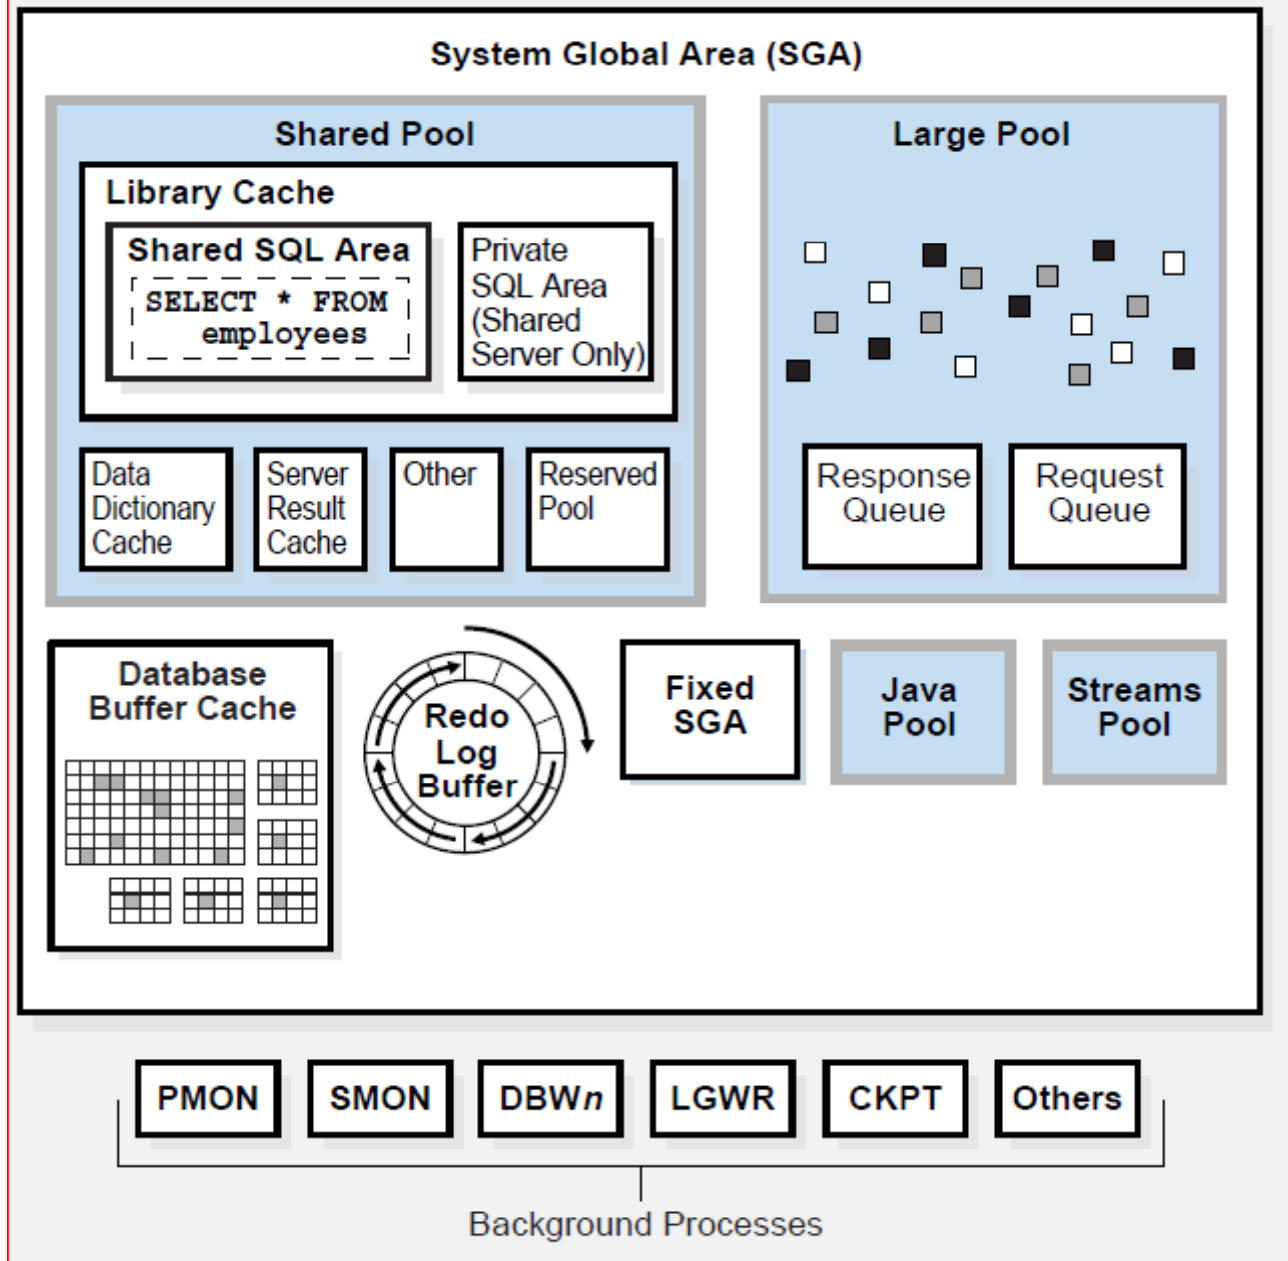 System Global Area (SGA)
Shared Pool
Library Cache
Shared SQL Area
SELECT * FROM
employees
Private
SQL Area
(Shared
Server Only)
Data
Dictionary
Cache
Server
Result
Cache
Other
Reserved
Pool
Large Pool
Response
Queue
Request
Queue
Database
Buffer Cache
Redo
Log
Buffer
Fixed
SGA
Java
Pool
Streams
Pool
PMON
SMON
DBWn
LGWR
CKPT
Others
Background Processes